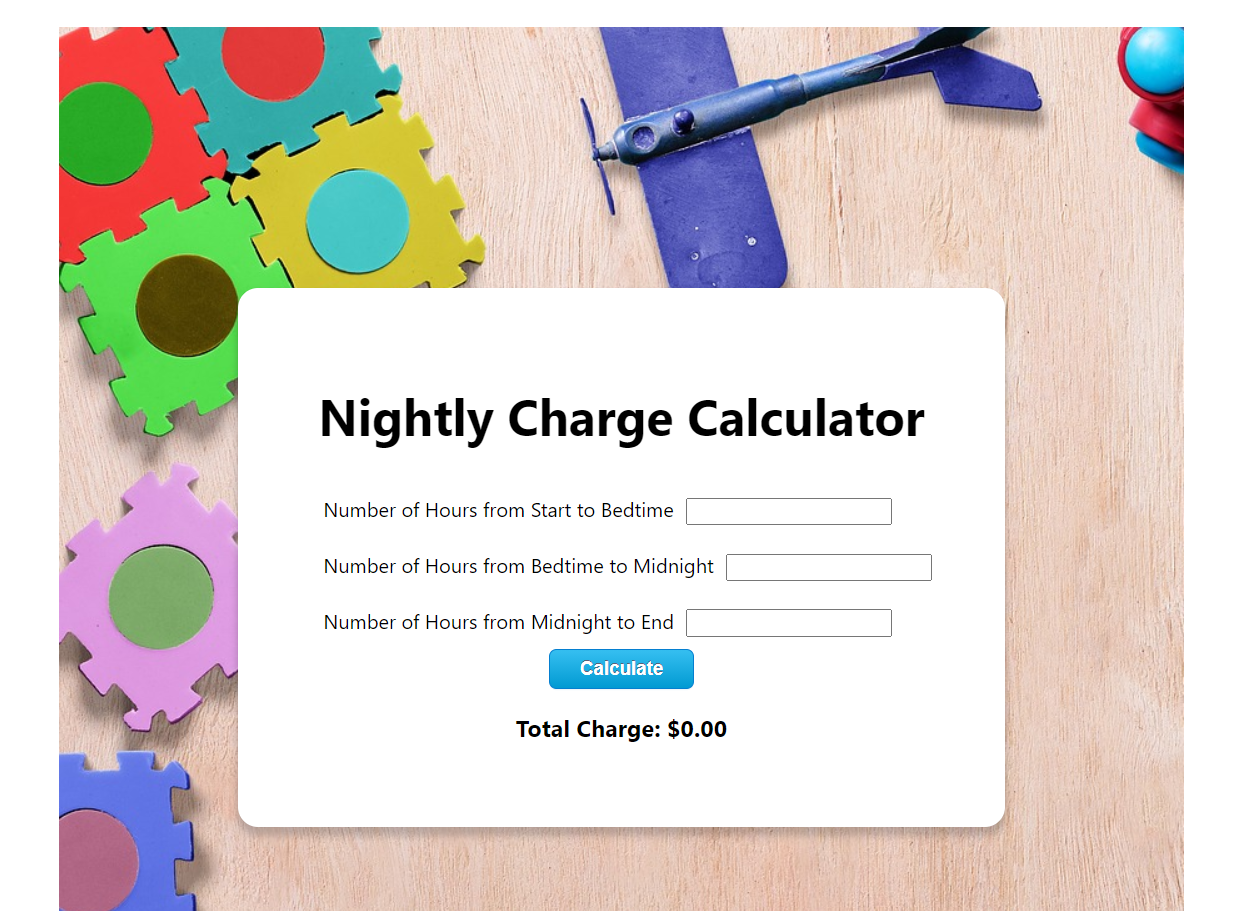 Nightly Charge Calculator
Number of Hours from Start to Bedtime
Number of Hours from Bedtime to Midnight
Number of Hours from Midnight to End
Calculate
Total Charge: $0.00